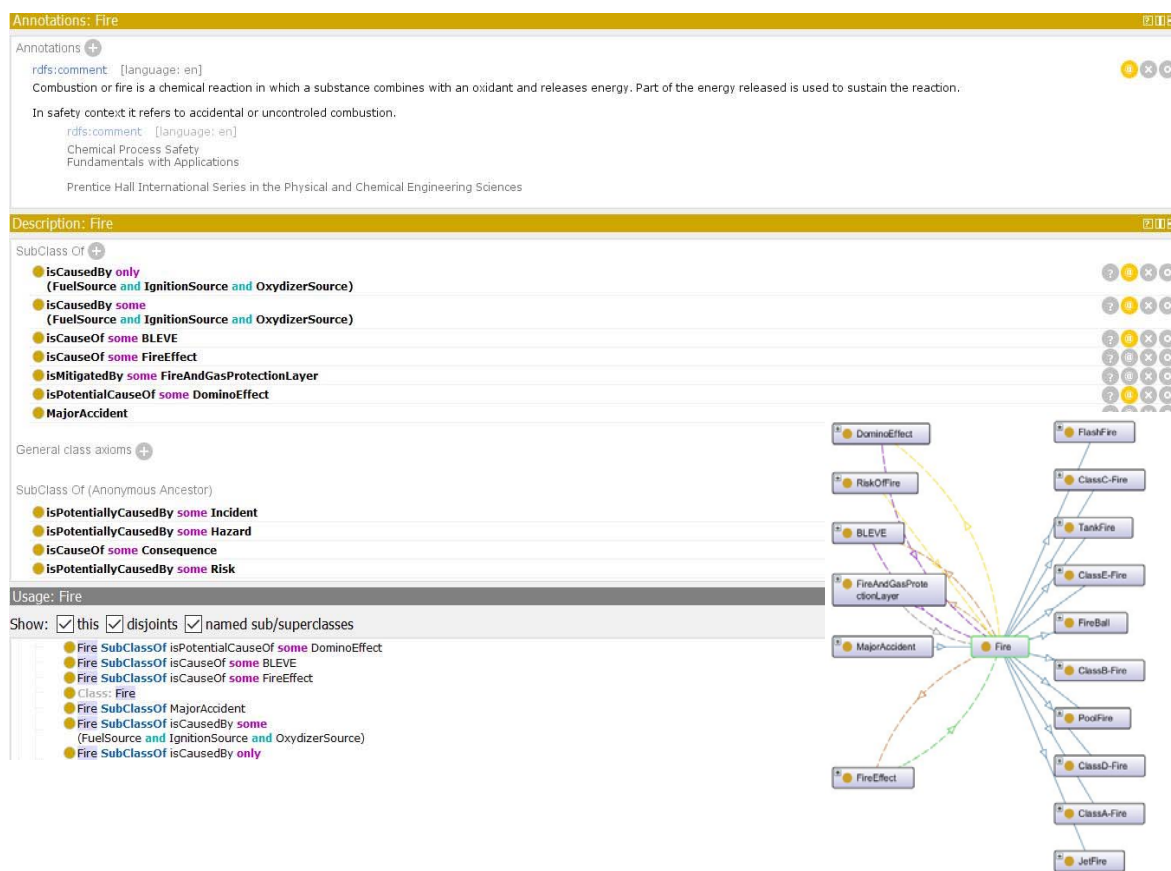 Annotations: Fire
Annotations
rdfs:comment [language: en]
Combustion or fire is a chemical reaction in which a substance combines with an oxidant and releases energy. Part of the energy released is used to sustain the reaction.
In safety context it refers to accidental or uncontroled combustion.
rdfs:comment [language: en]
Chemical Process Safety
Fundamentals with Applications
Prentice Hall International Series in the Physical and Chemical Engineering Sciences
Description: Fire
SubClass Of
isCausedBy only
(FuelSource and IgnitionSource and OxydizerSource)
isCausedBy some
(FuelSource and IgnitionSource and OxydizerSource)
isCauseOf some BLEVE
isCauseOf some FireEffect
isMitigatedBy some FireAndGasProtectionLayer
isPotentialCauseOf some DominoEffect
MajorAccident
General class axioms
SubClass Of (Anonymous Ancestor)
isPotentiallyCausedBy some Incident
isPotentiallyCausedBy some Hazard
isCauseOf some Consequence
isPotentiallyCausedBy some Risk
Usage: Fire
Show: this disjoints named sub/superclasses
Fire SubClassOf isPotentialCauseOf some DominoEffect
Fire SubClassOf isCauseOf some BLEVE
Fire SubClassOf isCauseOf some FireEffect
Class: Fire
Fire SubClassOf MajorAccident
Fire SubClassOf isCausedBy some
(FuelSource and IgnitionSource and OxydizerSource)
Fire SubClassOf isCausedBy only
DominoEffect
RiskOfFire
BLEVE
FireAndGasProte
ctionLayer
MajorAccident
FireEffect
Fire
FlashFire
ClassC-Fire
TankFire
ClassE-Fire
FireBall
ClassB-Fire
PoolFire
ClassD-Fire
ClassA-Fire
JetFire